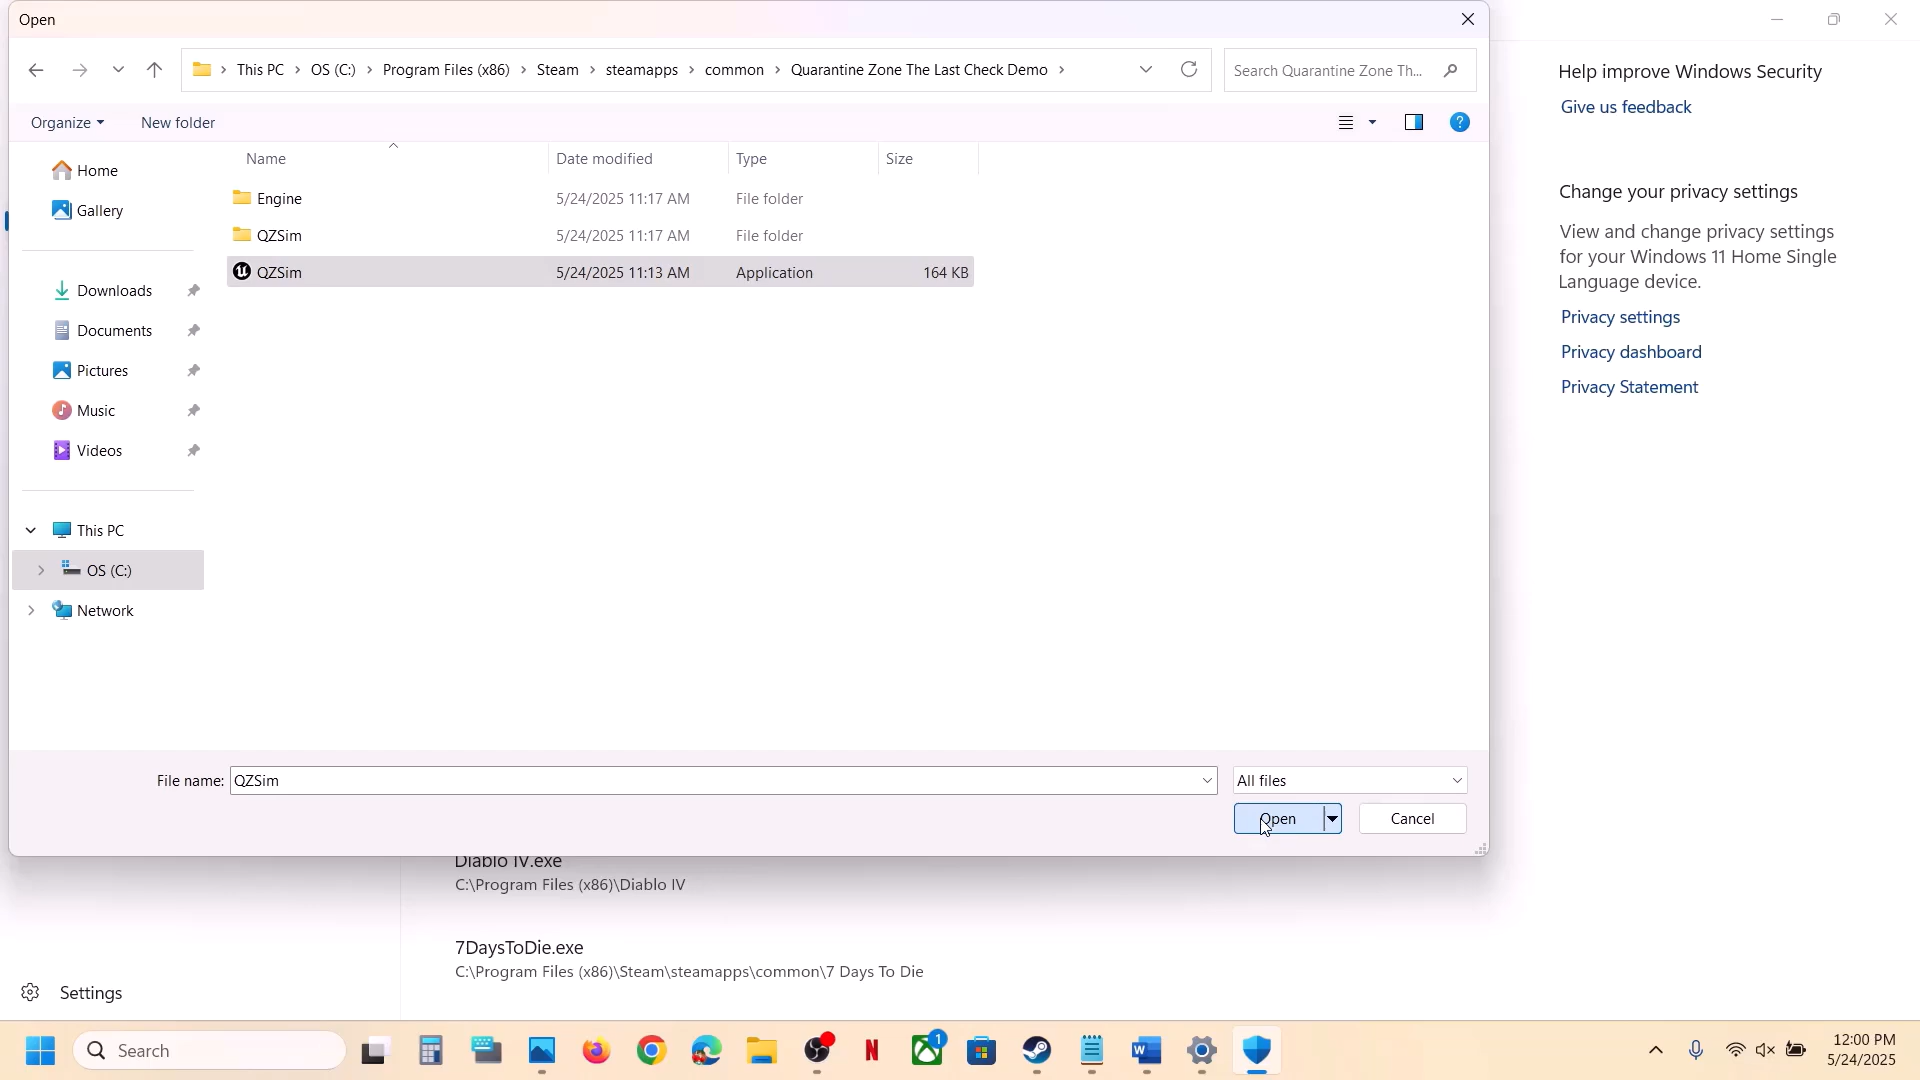 Open
This PC
OS (C:)
Program Files (x86)
Steam
steamapps
common
Quarantine Zone The Last Check Demo
Search Quarantine Zone Th...
Organize
New folder
?
Name
Date modified
Type
Size
Engine
5/24/2025 11:17 AM
File folder
QZSim
5/24/2025 11:17 AM
File folder
QZSim
5/24/2025 11:13 AM
Application
164 KB
Home
Gallery
Downloads
Documents
Pictures
Music
Videos
This PC
OS (C:)
Network
File name:
QZSim
All files
Open
Cancel
Help improve Windows Security
Give us feedback
Change your privacy settings
View and change privacy settings
for your Windows 11 Home Single
Language device.
Privacy settings
Privacy dashboard
Privacy Statement
Diablo IV.exe
C:\Program Files (x86)\Diablo IV
7DaysToDie.exe
C:\Program Files (x86)\Steam\steamapps\common\7 Days To Die
Settings
Search
N
1
W
12:00 PM
5/24/2025